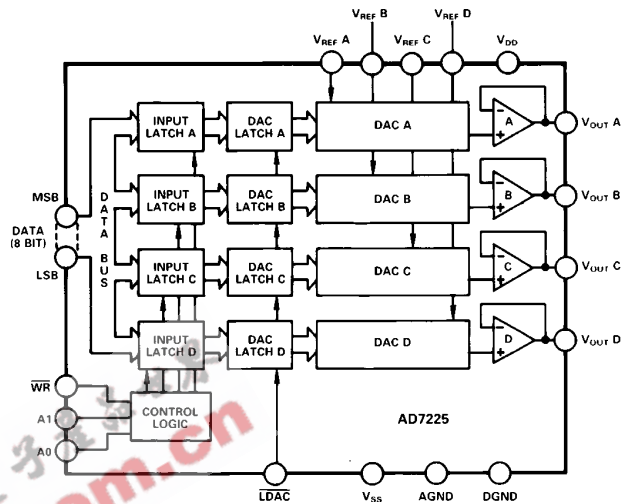 VREF B
VREF D
VREF A
VREF C
VDD
INPUT LATCH A
DAC LATCH A
DAC A
A
VOUT A
INPUT LATCH B
DAC LATCH B
DAC B
B
VOUT B
MSB
DATA (8 BIT)
LSB
DATA BUS
INPUT LATCH C
DAC LATCH C
DAC C
C
VOUT C
INPUT LATCH D
DAC LATCH D
DAC D
D
VOUT D
WR
A1
A0
CONTROL LOGIC
AD7225
LDAC
VSS
AGND
DGND
子
om.cn